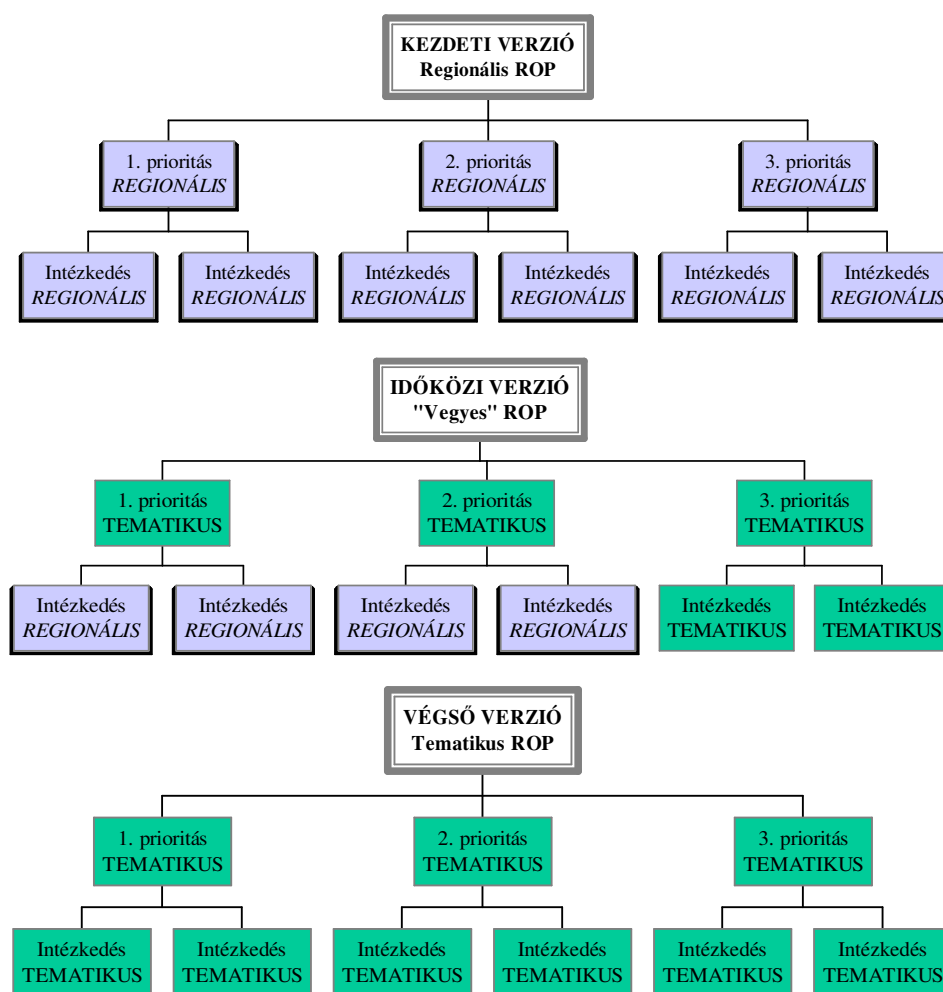 KEZDETI VERZIÓ
Regionális ROP
1. prioritás
REGIONÁLIS
2. prioritás
REGIONÁLIS
3. prioritás
REGIONÁLIS
Intézkedés
REGIONÁLIS
Intézkedés
REGIONÁLIS
Intézkedés
REGIONÁLIS
Intézkedés
REGIONÁLIS
Intézkedés
REGIONÁLIS
Intézkedés
REGIONÁLIS
IDŐKÖZI VERZIÓ
"Vegyes" ROP
1. prioritás
TEMATIKUS
2. prioritás
TEMATIKUS
3. prioritás
TEMATIKUS
Intézkedés
REGIONÁLIS
Intézkedés
REGIONÁLIS
Intézkedés
REGIONÁLIS
Intézkedés
REGIONÁLIS
Intézkedés
TEMATIKUS
Intézkedés
TEMATIKUS
VÉGSŐ VERZIÓ
Tematikus ROP
1. prioritás
TEMATIKUS
2. prioritás
TEMATIKUS
3. prioritás
TEMATIKUS
Intézkedés
TEMATIKUS
Intézkedés
TEMATIKUS
Intézkedés
TEMATIKUS
Intézkedés
TEMATIKUS
Intézkedés
TEMATIKUS
Intézkedés
TEMATIKUS